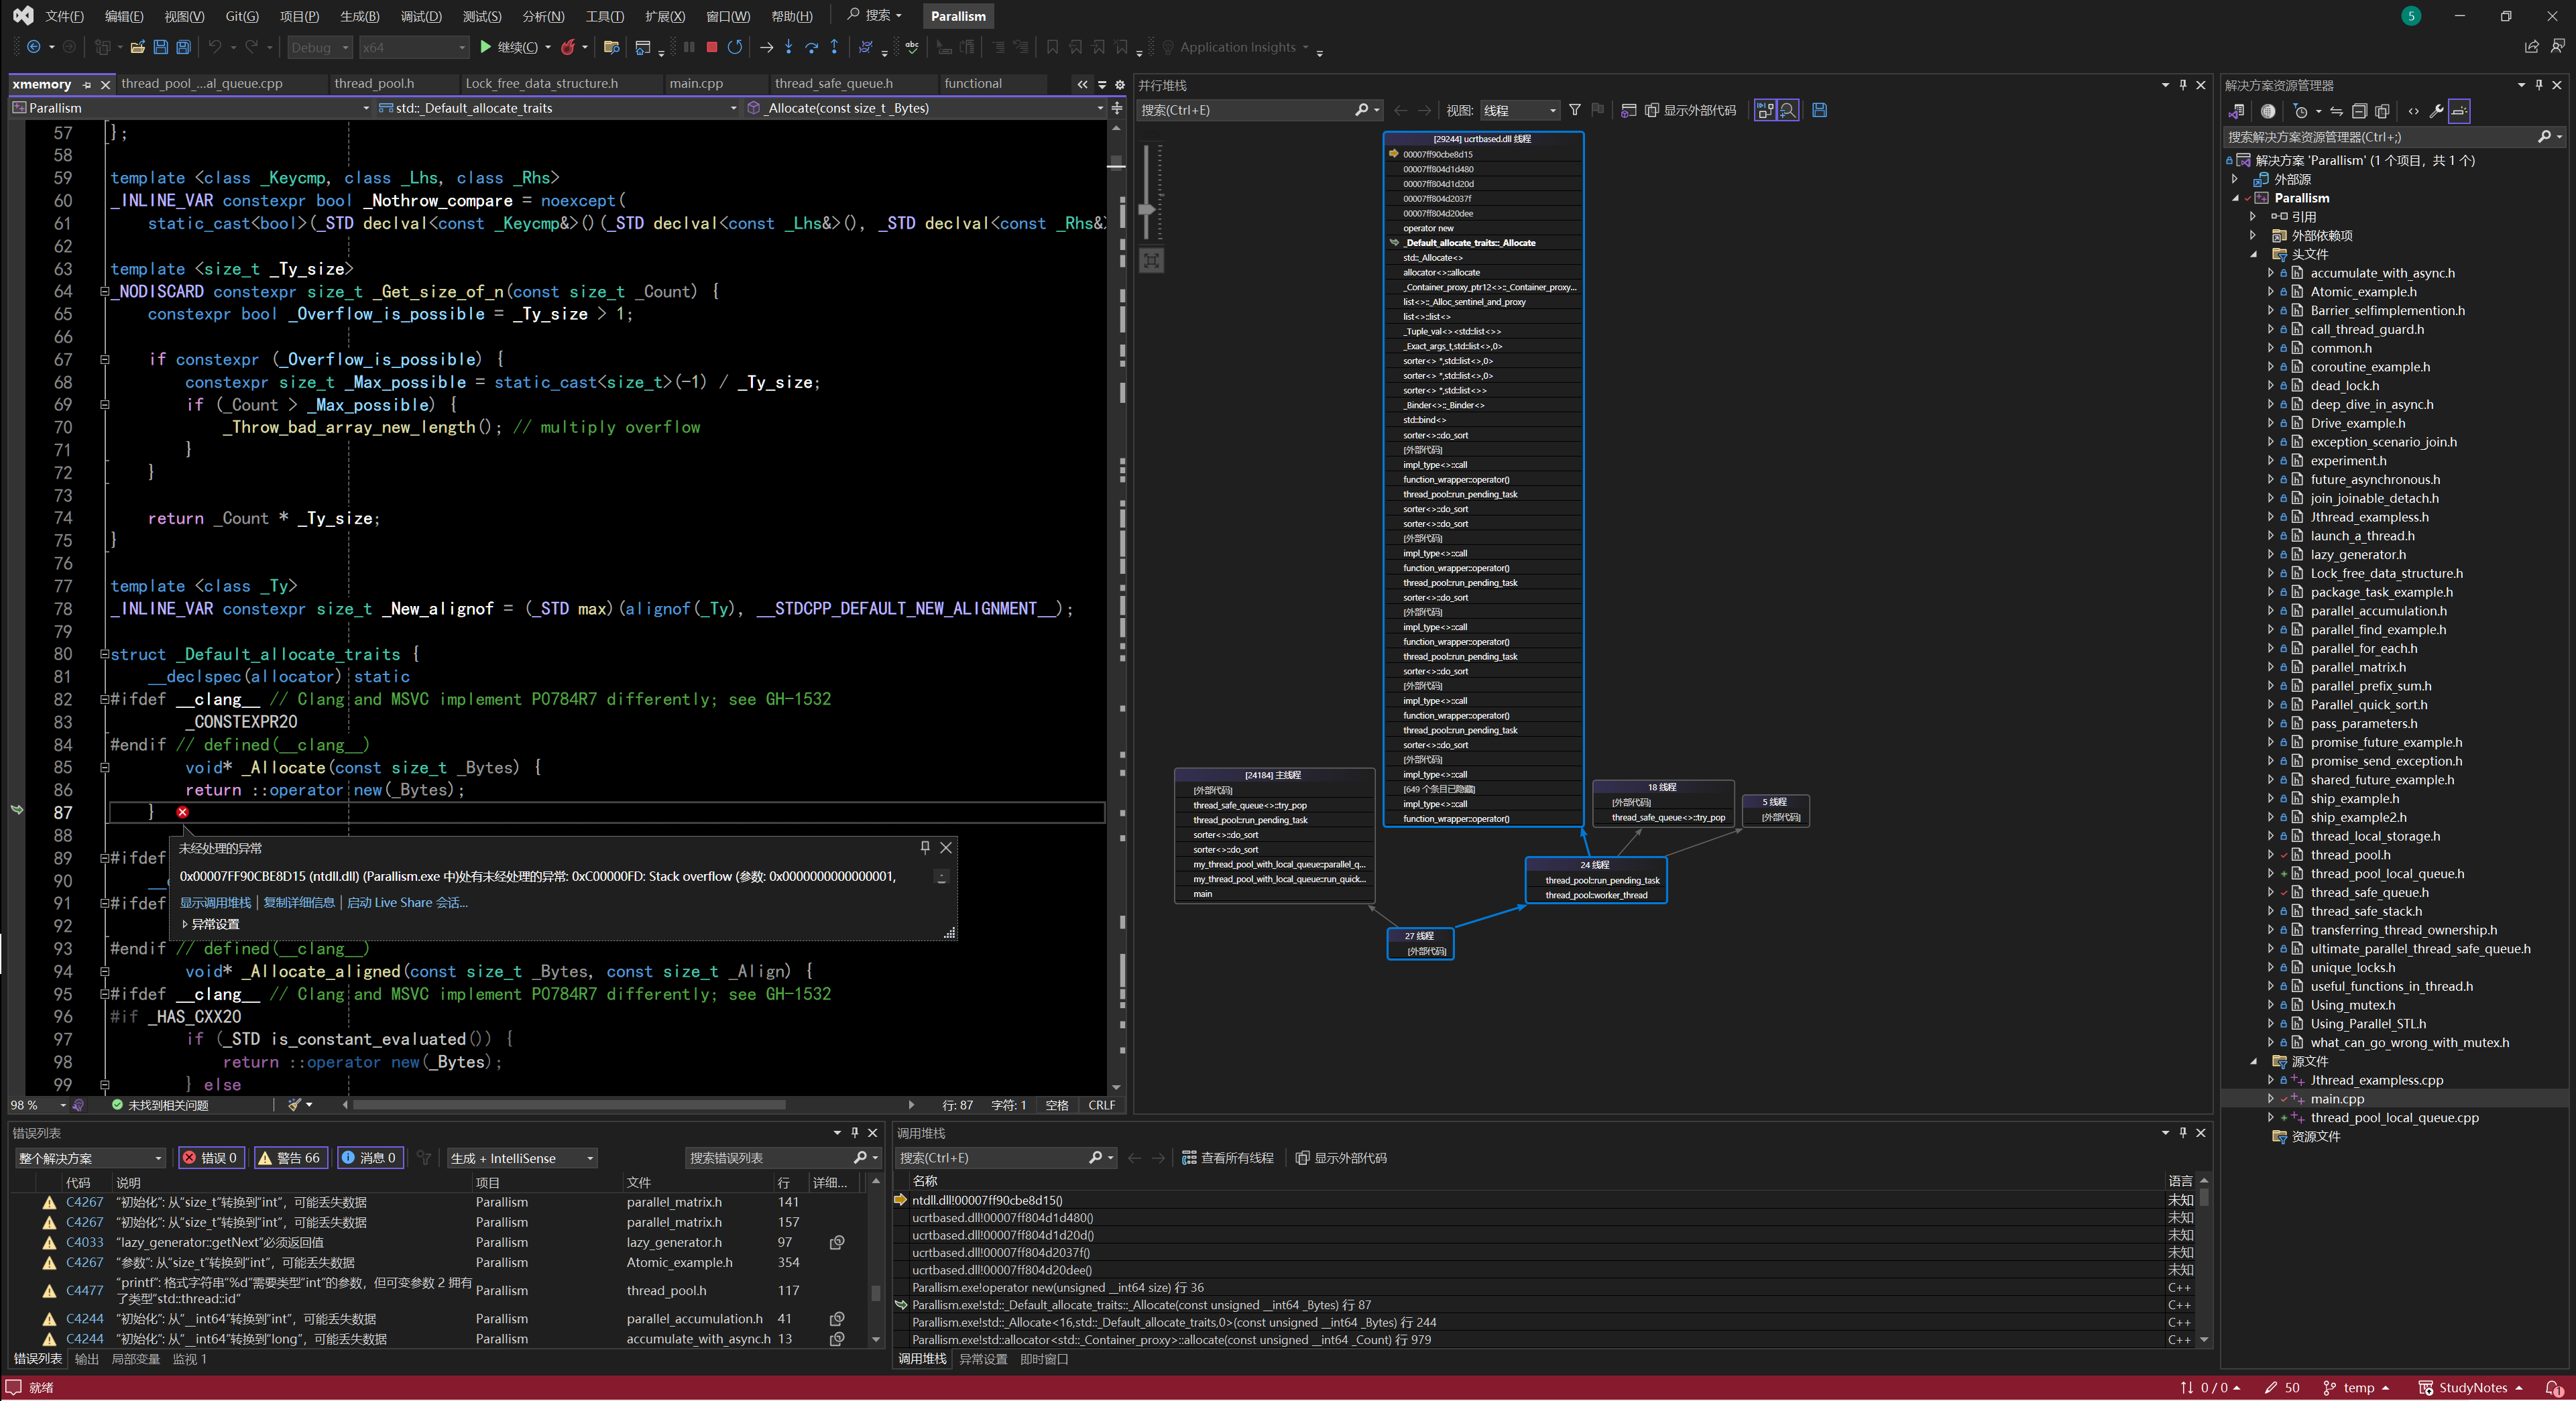 文件(F) 编辑(E) 视图(V) Git(G) 项目(P) 生成(B) 调试(D) 测试(S) 分析(N) 工具(T) 扩展(X) 窗口(W) 帮助(H) 搜索 Parallism 5
Debug x64 继续(C) Application Insights
xmemory thread_pool_...al_queue.cpp thread_pool.h Lock_free_data_structure.h main.cpp thread_safe_queue.h functional
Parallism std::_Default_allocate_traits _Allocate(const size_t _Bytes)
57 };
58
59 template <class _Keycmp, class _Lhs, class _Rhs>
60 _INLINE_VAR constexpr bool _Nothrow_compare = noexcept(
61 static_cast<bool>(_STD declval<const _Keycmp&>()(_STD declval<const _Lhs&>(), _STD declval<const _Rhs&>
62
63 template <size_t _Ty_size>
64 _NODISCARD constexpr size_t _Get_size_of_n(const size_t _Count) {
65 constexpr bool _Overflow_is_possible = _Ty_size > 1;
66
67 if constexpr (_Overflow_is_possible) {
68 constexpr size_t _Max_possible = static_cast<size_t>(-1) / _Ty_size;
69 if (_Count > _Max_possible) {
70 _Throw_bad_array_new_length(); // multiply overflow
71 }
72 }
73
74 return _Count * _Ty_size;
75 }
76
77 template <class _Ty>
78 _INLINE_VAR constexpr size_t _New_alignof = (_STD max)(alignof(_Ty), __STDCPP_DEFAULT_NEW_ALIGNMENT__);
79
80 struct _Default_allocate_traits {
81 __declspec(allocator) static
82 #ifdef __clang__ // Clang and MSVC implement P0784R7 differently; see GH-1532
83 _CONSTEXPR20
84 #endif // defined(__clang__)
85 void* _Allocate(const size_t _Bytes) {
86 return ::operator new(_Bytes);
87 }
88
89 #ifdef
90
91 #ifdef
92
93 #endif // defined(__clang__)
94 void* _Allocate_aligned(const size_t _Bytes, const size_t _Align) {
95 #ifdef __clang__ // Clang and MSVC implement P0784R7 differently; see GH-1532
96 #if _HAS_CXX20
97 if (_STD is_constant_evaluated()) {
98 return ::operator new(_Bytes);
99 } else
未经处理的异常
0x00007FF90CBE8D15 (ntdll.dll) (Parallism.exe 中)处有未经处理的异常: 0xC00000FD: Stack overflow (参数: 0x0000000000000001,
显示调用堆栈 | 复制详细信息 | 启动 Live Share 会话...
异常设置
98 % 未找到相关问题 行: 87 字符: 1 空格 CRLF
并行堆栈
搜索(Ctrl+E) 视图: 线程 显示外部代码
[29244] ucrtbased.dll 线程
00007ff90cbe8d15
00007ff804d1d480
00007ff804d1d20d
00007ff804d2037f
00007ff804d20dee
operator new
_Default_allocate_traits::_Allocate
std::_Allocate<>
allocator<>::allocate
_Container_proxy_ptr12<>::_Container_proxy...
list<>::_Alloc_sentinel_and_proxy
list<>::list<>
_Tuple_val<><std::list<>>
_Exact_args_t,std::list<>,0>
sorter<> *,std::list<>,0>
sorter<> *,std::list<>,0>
sorter<> *,std::list<>>
_Binder<>::_Binder<>
std::bind<>
sorter<>::do_sort
[外部代码]
impl_type<>::call
function_wrapper::operator()
thread_pool::run_pending_task
sorter<>::do_sort
sorter<>::do_sort
[外部代码]
impl_type<>::call
function_wrapper::operator()
thread_pool::run_pending_task
sorter<>::do_sort
[外部代码]
impl_type<>::call
function_wrapper::operator()
thread_pool::run_pending_task
sorter<>::do_sort
[外部代码]
impl_type<>::call
function_wrapper::operator()
thread_pool::run_pending_task
sorter<>::do_sort
[外部代码]
impl_type<>::call
[649 个条目已隐藏]
impl_type<>::call
function_wrapper::operator()
[24184] 主线程
[外部代码]
thread_safe_queue<>::try_pop
thread_pool::run_pending_task
sorter<>::do_sort
sorter<>::do_sort
my_thread_pool_with_local_queue::parallel_q...
my_thread_pool_with_local_queue::run_quick...
main
18 线程
[外部代码]
thread_safe_queue<>::try_pop
5 线程
[外部代码]
24 线程
thread_pool::run_pending_task
thread_pool::worker_thread
27 线程
[外部代码]
解决方案资源管理器
搜索解决方案资源管理器(Ctrl+;)
解决方案 'Parallism' (1 个项目，共 1 个)
外部源
Parallism
引用
外部依赖项
头文件
accumulate_with_async.h
Atomic_example.h
Barrier_selfimplemention.h
call_thread_guard.h
common.h
coroutine_example.h
dead_lock.h
deep_dive_in_async.h
Drive_example.h
exception_scenario_join.h
experiment.h
future_asynchronous.h
join_joinable_detach.h
Jthread_exampless.h
launch_a_thread.h
lazy_generator.h
Lock_free_data_structure.h
package_task_example.h
parallel_accumulation.h
parallel_find_example.h
parallel_for_each.h
parallel_matrix.h
parallel_prefix_sum.h
Parallel_quick_sort.h
pass_parameters.h
promise_future_example.h
promise_send_exception.h
shared_future_example.h
ship_example.h
ship_example2.h
thread_local_storage.h
thread_pool.h
thread_pool_local_queue.h
thread_safe_queue.h
thread_safe_stack.h
transferring_thread_ownership.h
ultimate_parallel_thread_safe_queue.h
unique_locks.h
useful_functions_in_thread.h
Using_mutex.h
Using_Parallel_STL.h
what_can_go_wrong_with_mutex.h
源文件
Jthread_exampless.cpp
main.cpp
thread_pool_local_queue.cpp
资源文件
错误列表
整个解决方案 错误 0 警告 66 消息 0 生成 + IntelliSense 搜索错误列表
代码 说明 项目 文件 行 详细...
C4267 “初始化”: 从“size_t”转换到“int”，可能丢失数据 Parallism parallel_matrix.h 141
C4267 “初始化”: 从“size_t”转换到“int”，可能丢失数据 Parallism parallel_matrix.h 157
C4033 “lazy_generator::getNext”必须返回值 Parallism lazy_generator.h 97
C4267 “参数”: 从“size_t”转换到“int”，可能丢失数据 Parallism Atomic_example.h 354
C4477 “printf”: 格式字符串“%d”需要类型“int”的参数，但可变参数 2 拥有了类型“std::thread::id” Parallism thread_pool.h 117
C4244 “初始化”: 从“__int64”转换到“int”，可能丢失数据 Parallism parallel_accumulation.h 41
C4244 “初始化”: 从“__int64”转换到“long”，可能丢失数据 Parallism accumulate_with_async.h 13
错误列表 输出 局部变量 监视 1
调用堆栈
搜索(Ctrl+E) 查看所有线程 显示外部代码
名称 语言
ntdll.dll!00007ff90cbe8d15() 未知
ucrtbased.dll!00007ff804d1d480() 未知
ucrtbased.dll!00007ff804d1d20d() 未知
ucrtbased.dll!00007ff804d2037f() 未知
ucrtbased.dll!00007ff804d20dee() 未知
Parallism.exe!operator new(unsigned __int64 size) 行 36 C++
Parallism.exe!std::_Default_allocate_traits::_Allocate(const unsigned __int64 _Bytes) 行 87 C++
Parallism.exe!std::_Allocate<16,std::_Default_allocate_traits,0>(const unsigned __int64 _Bytes) 行 244 C++
Parallism.exe!std::allocator<std::_Container_proxy>::allocate(const unsigned __int64 _Count) 行 979 C++
调用堆栈 异常设置 即时窗口
就绪 0 / 0 50 temp StudyNotes 1